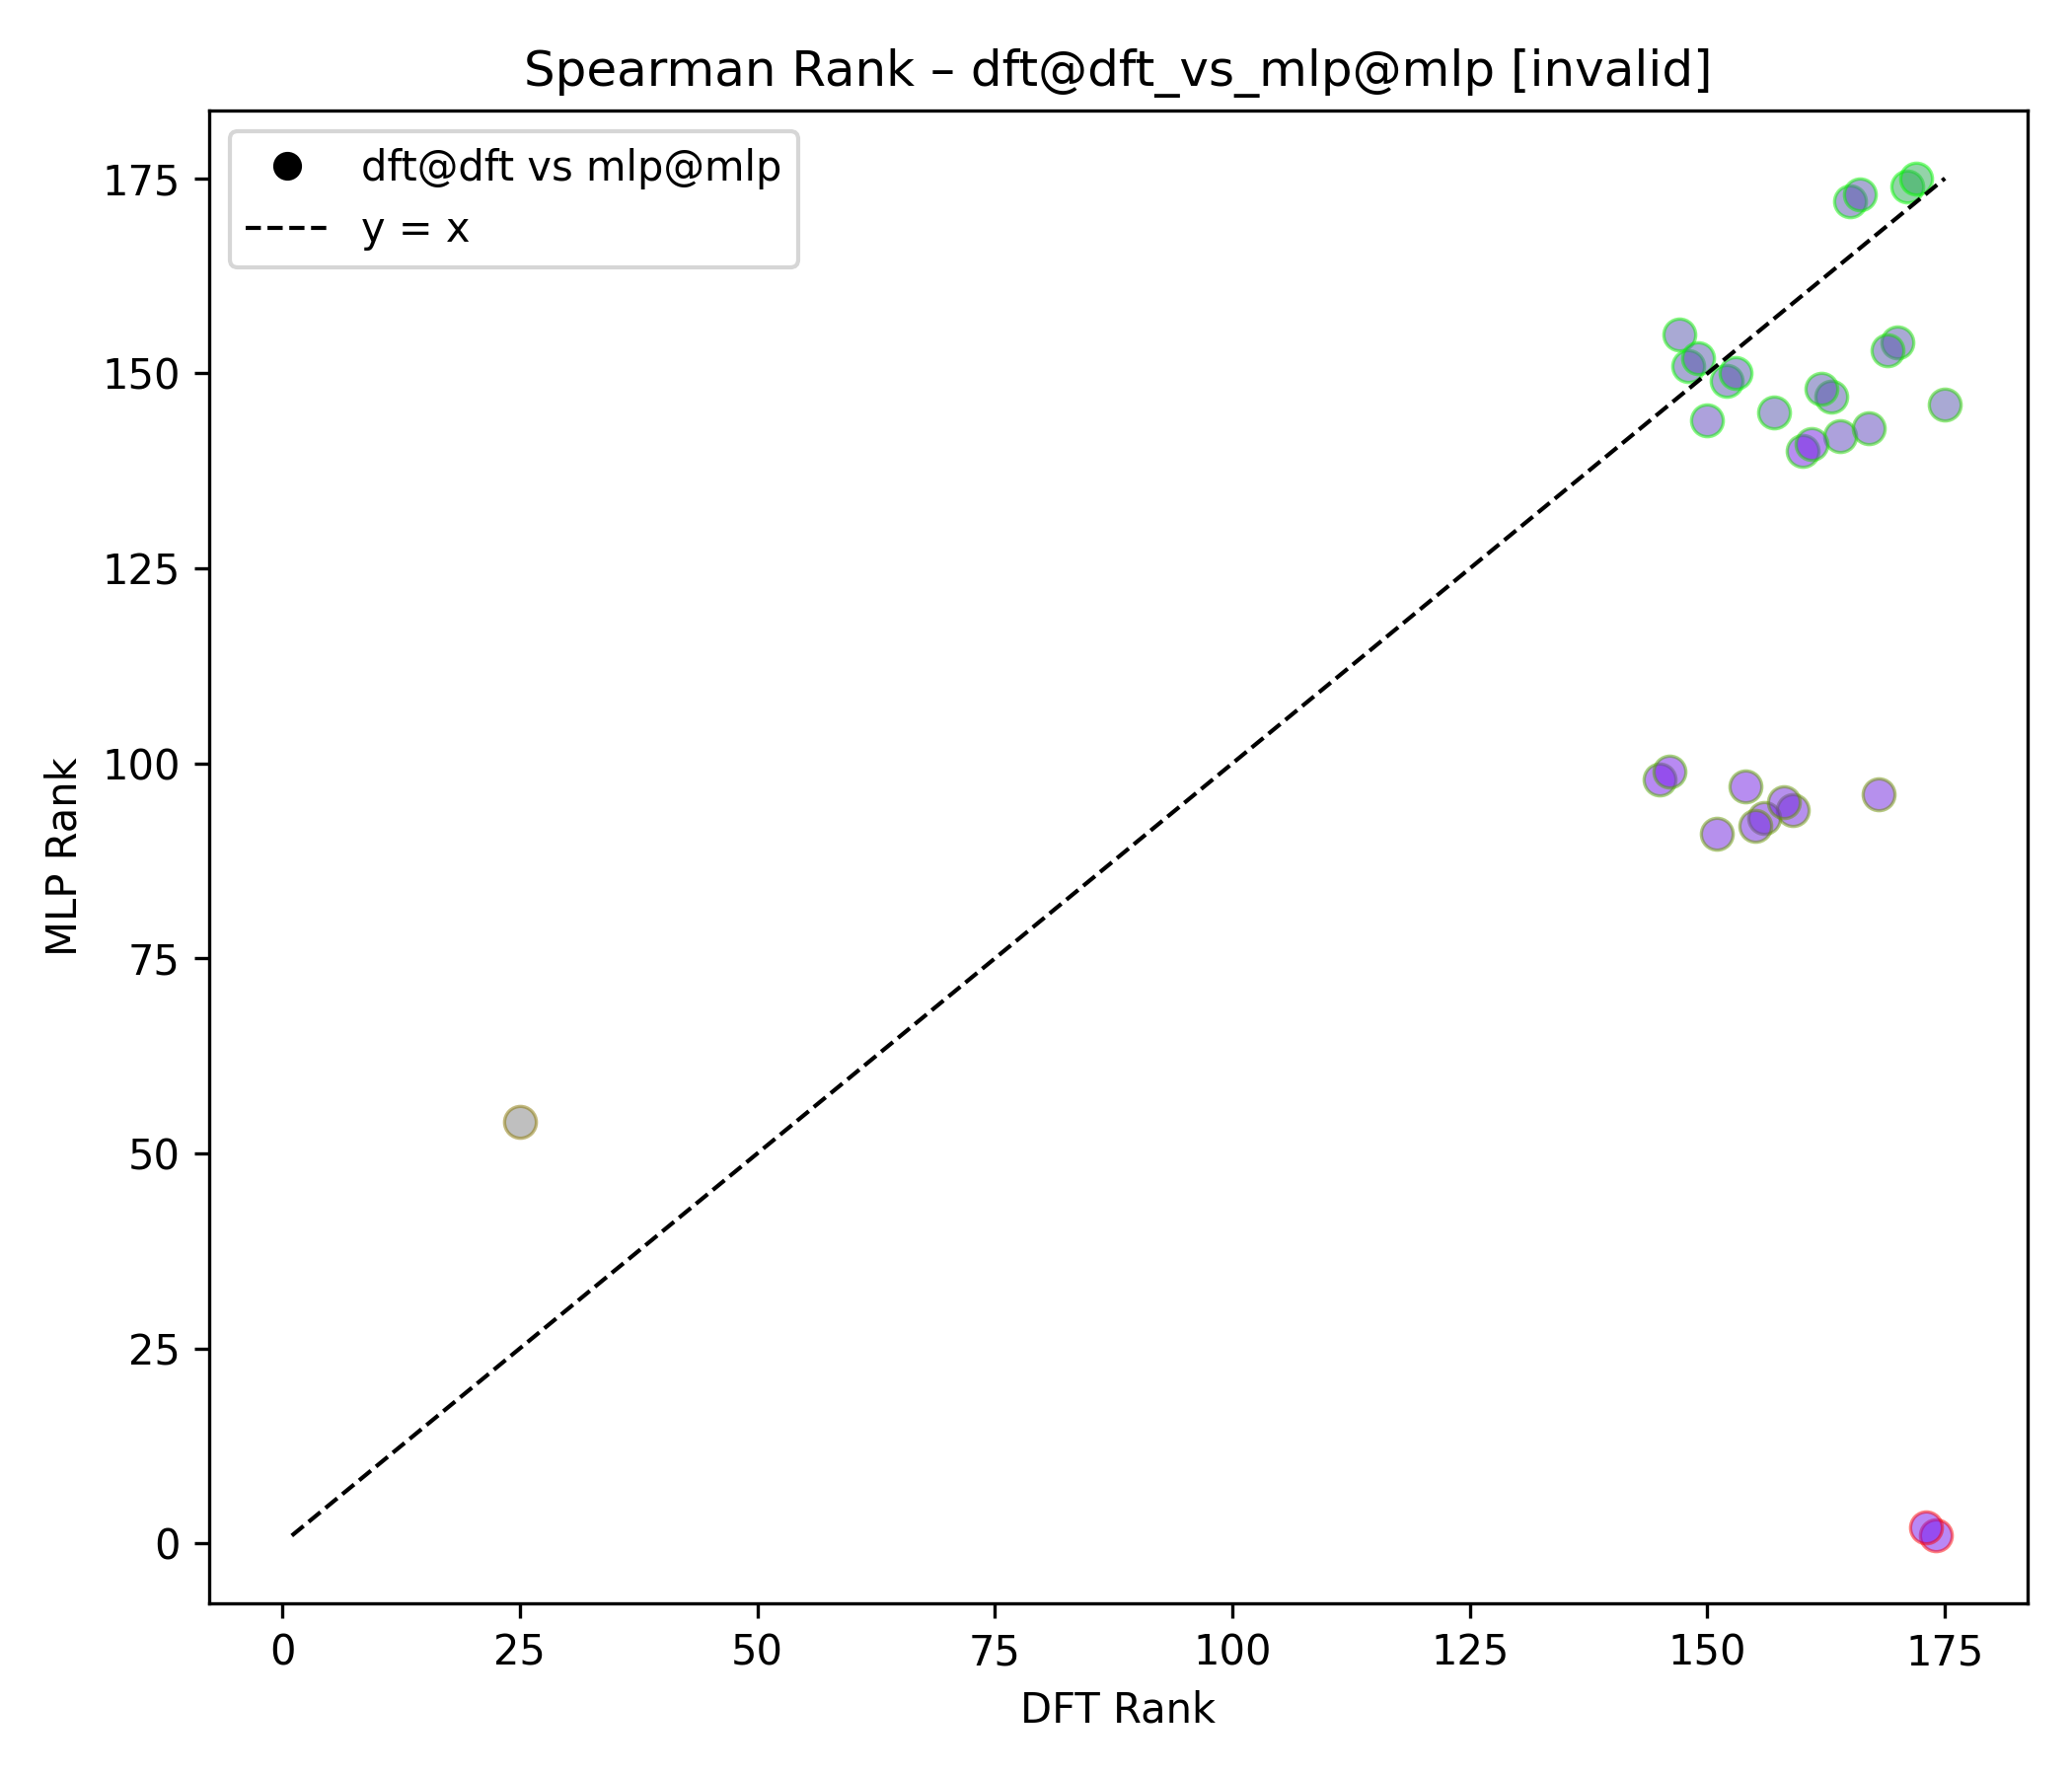 Spearman Rank – dft@dft_vs_mlp@mlp [invalid]
dft@dft vs mlp@mlp
y = x
175
150
125
100
75
50
25
0
MLP Rank
0 25 50 75 100 125 150 175
DFT Rank